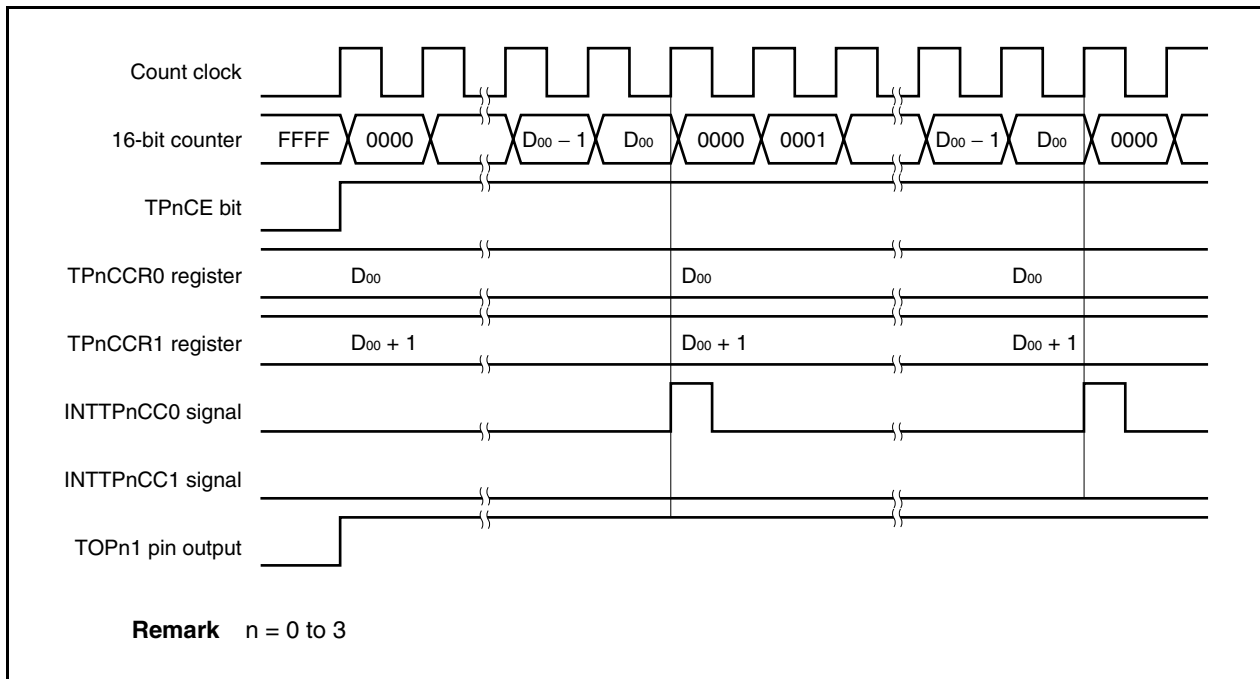 Count clock
16-bit counter FFFF 0000 D00 − 1 D00 0000 0001 D00 − 1 D00 0000
TPnCE bit
TPnCCR0 register D00 D00 D00
TPnCCR1 register D00 + 1 D00 + 1 D00 + 1
INTTPnCC0 signal
INTTPnCC1 signal
TOPn1 pin output
Remark n = 0 to 3